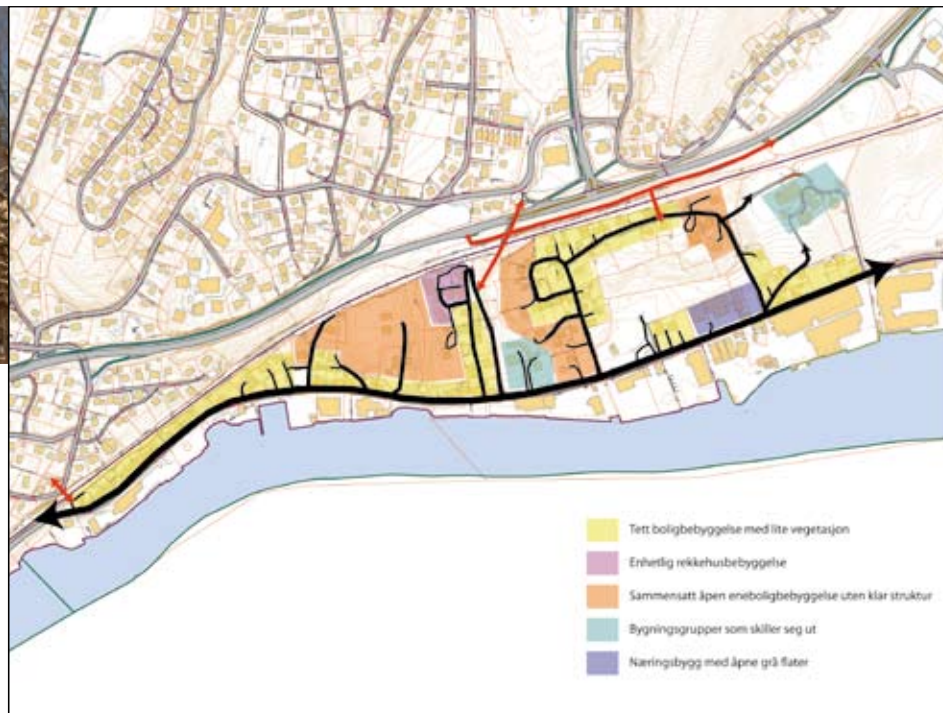 Tett boligbebyggelse med lite vegetasjon
Enhetlig rekkehusbebyggelse
Sammensatt åpen eneboligbebyggelse uten klar struktur
Bygningsgrupper som skiller seg ut
Næringsbygg med åpne grå flater